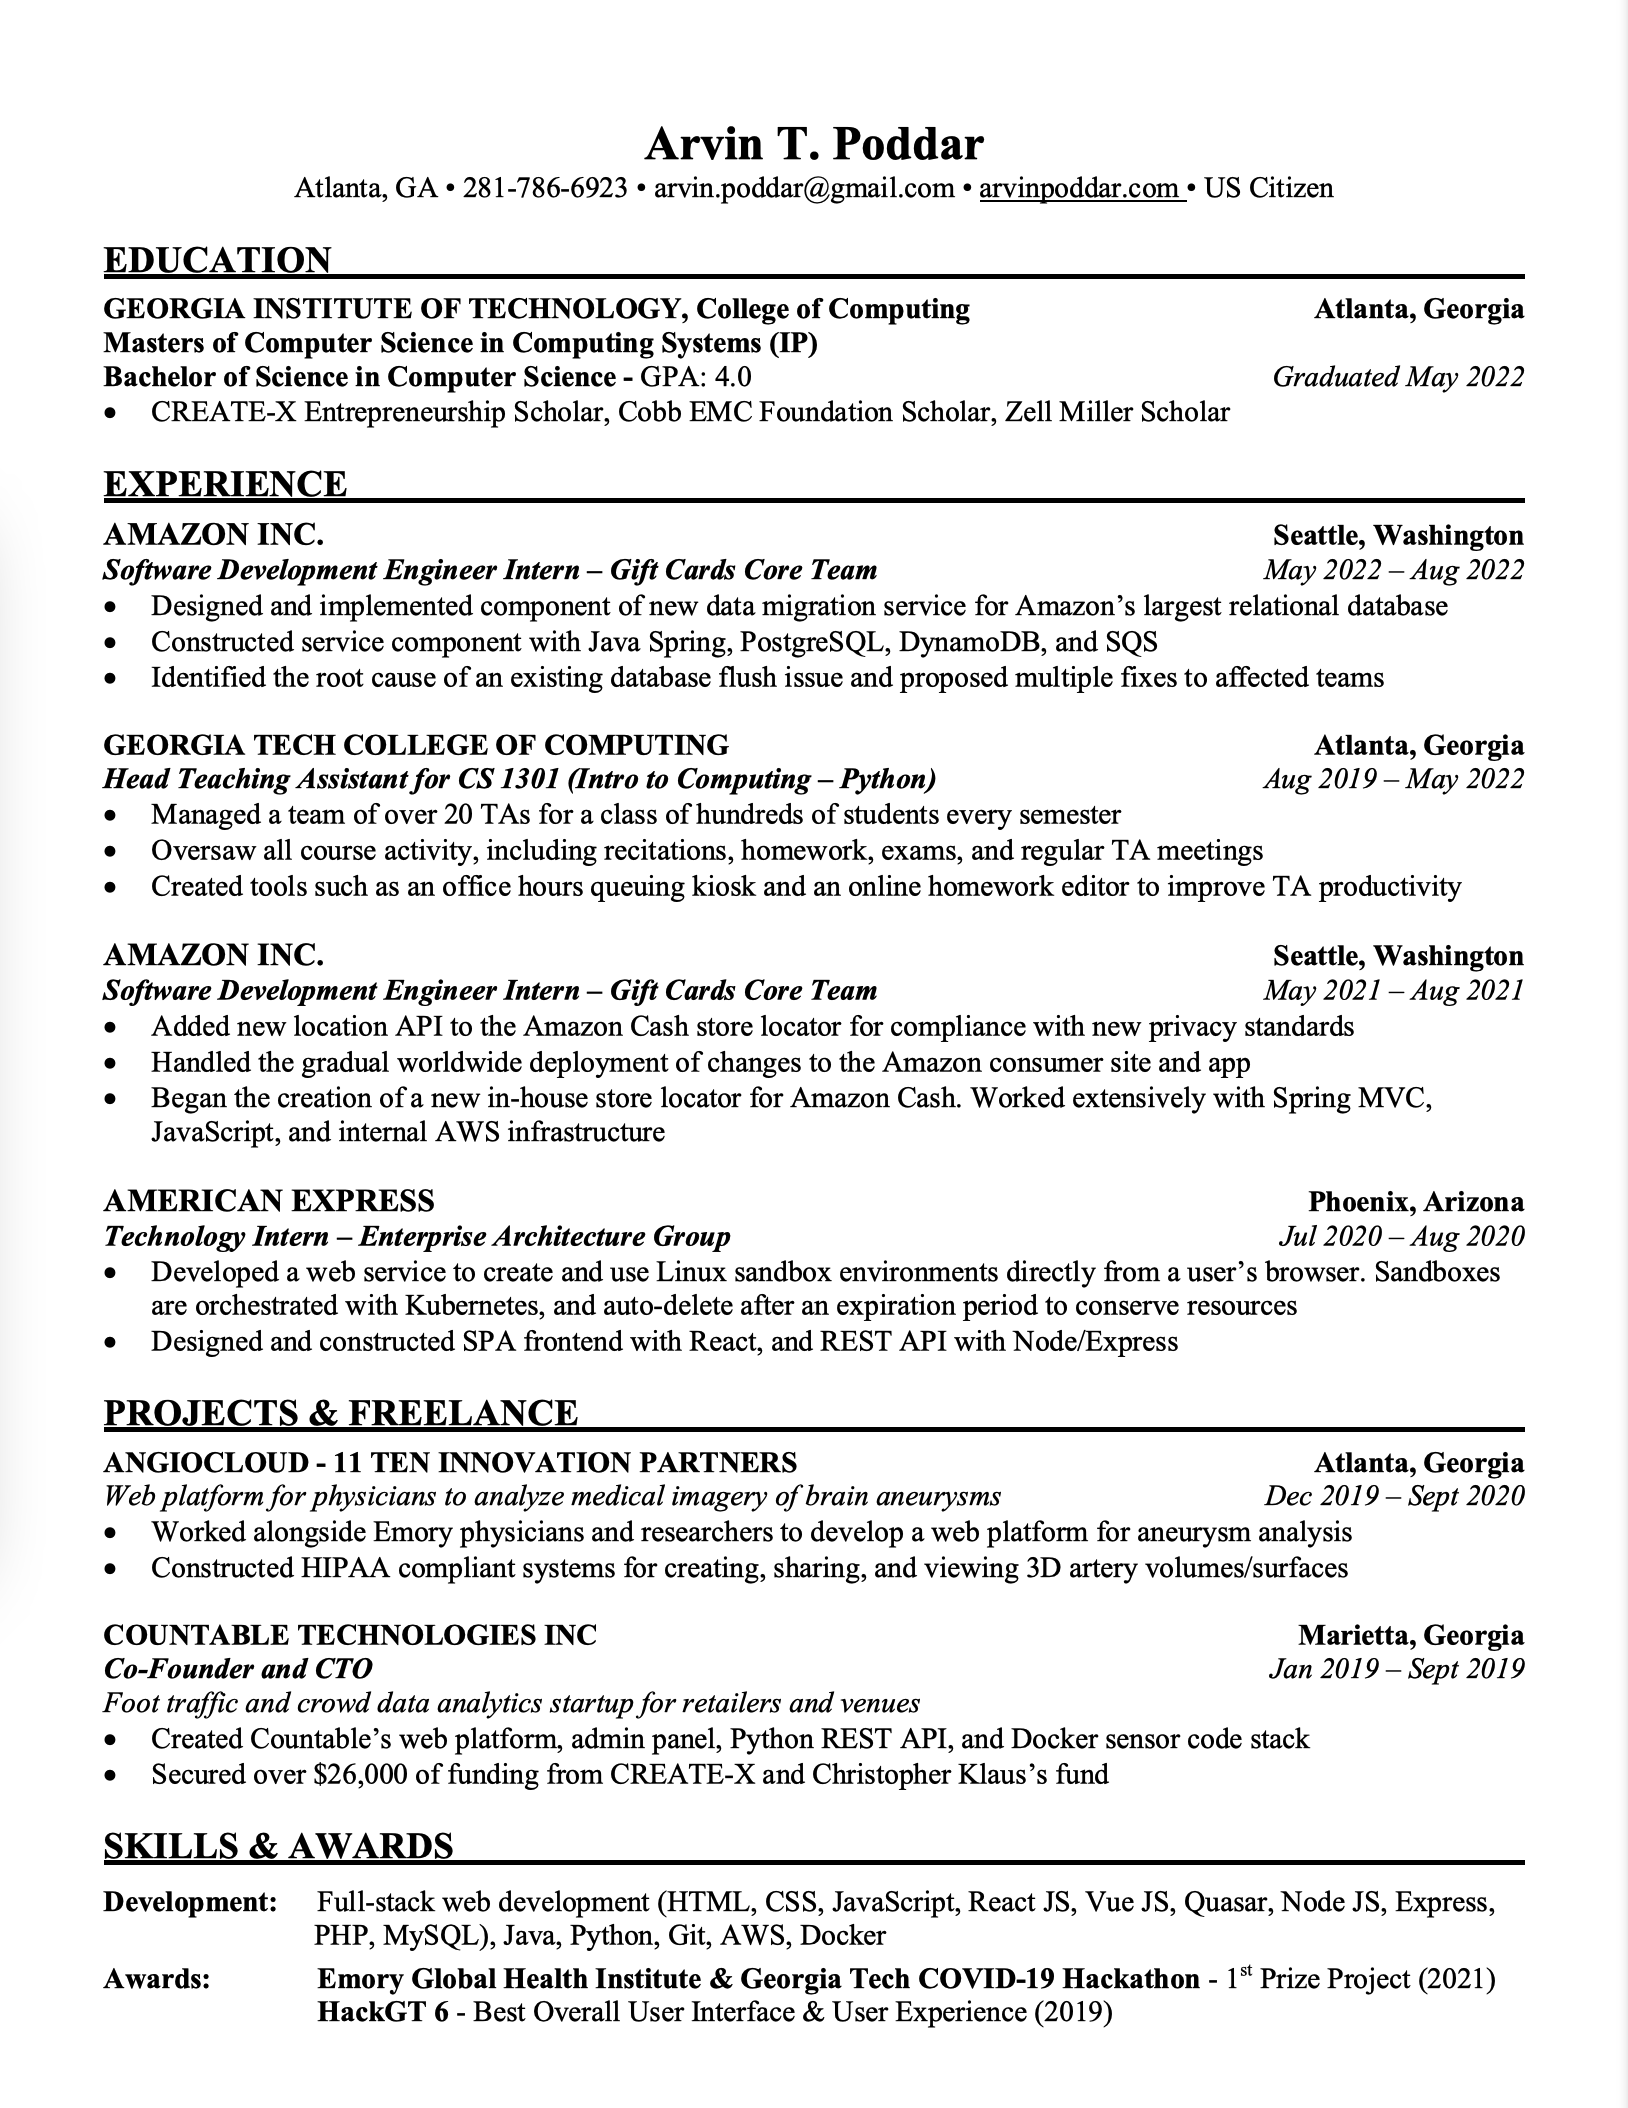 Arvin T. Poddar
Atlanta, GA • 281-786-6923 • arvin.poddar@gmail.com • arvinpoddar.com • US Citizen
EDUCATION
GEORGIA INSTITUTE OF TECHNOLOGY, College of Computing Atlanta, Georgia
Masters of Computer Science in Computing Systems (IP)
Bachelor of Science in Computer Science - GPA: 4.0 Graduated May 2022
• CREATE-X Entrepreneurship Scholar, Cobb EMC Foundation Scholar, Zell Miller Scholar
EXPERIENCE
AMAZON INC. Seattle, Washington
Software Development Engineer Intern – Gift Cards Core Team May 2022 – Aug 2022
• Designed and implemented component of new data migration service for Amazon’s largest relational database
• Constructed service component with Java Spring, PostgreSQL, DynamoDB, and SQS
• Identified the root cause of an existing database flush issue and proposed multiple fixes to affected teams
GEORGIA TECH COLLEGE OF COMPUTING Atlanta, Georgia
Head Teaching Assistant for CS 1301 (Intro to Computing – Python) Aug 2019 – May 2022
• Managed a team of over 20 TAs for a class of hundreds of students every semester
• Oversaw all course activity, including recitations, homework, exams, and regular TA meetings
• Created tools such as an office hours queuing kiosk and an online homework editor to improve TA productivity
AMAZON INC. Seattle, Washington
Software Development Engineer Intern – Gift Cards Core Team May 2021 – Aug 2021
• Added new location API to the Amazon Cash store locator for compliance with new privacy standards
• Handled the gradual worldwide deployment of changes to the Amazon consumer site and app
• Began the creation of a new in-house store locator for Amazon Cash. Worked extensively with Spring MVC,
JavaScript, and internal AWS infrastructure
AMERICAN EXPRESS Phoenix, Arizona
Technology Intern – Enterprise Architecture Group Jul 2020 – Aug 2020
• Developed a web service to create and use Linux sandbox environments directly from a user’s browser. Sandboxes
are orchestrated with Kubernetes, and auto-delete after an expiration period to conserve resources
• Designed and constructed SPA frontend with React, and REST API with Node/Express
PROJECTS & FREELANCE
ANGIOCLOUD - 11 TEN INNOVATION PARTNERS Atlanta, Georgia
Web platform for physicians to analyze medical imagery of brain aneurysms Dec 2019 – Sept 2020
• Worked alongside Emory physicians and researchers to develop a web platform for aneurysm analysis
• Constructed HIPAA compliant systems for creating, sharing, and viewing 3D artery volumes/surfaces
COUNTABLE TECHNOLOGIES INC Marietta, Georgia
Co-Founder and CTO Jan 2019 – Sept 2019
Foot traffic and crowd data analytics startup for retailers and venues
• Created Countable’s web platform, admin panel, Python REST API, and Docker sensor code stack
• Secured over $26,000 of funding from CREATE-X and Christopher Klaus’s fund
SKILLS & AWARDS
Development: Full-stack web development (HTML, CSS, JavaScript, React JS, Vue JS, Quasar, Node JS, Express,
PHP, MySQL), Java, Python, Git, AWS, Docker
Awards: Emory Global Health Institute & Georgia Tech COVID-19 Hackathon - 1st Prize Project (2021)
HackGT 6 - Best Overall User Interface & User Experience (2019)